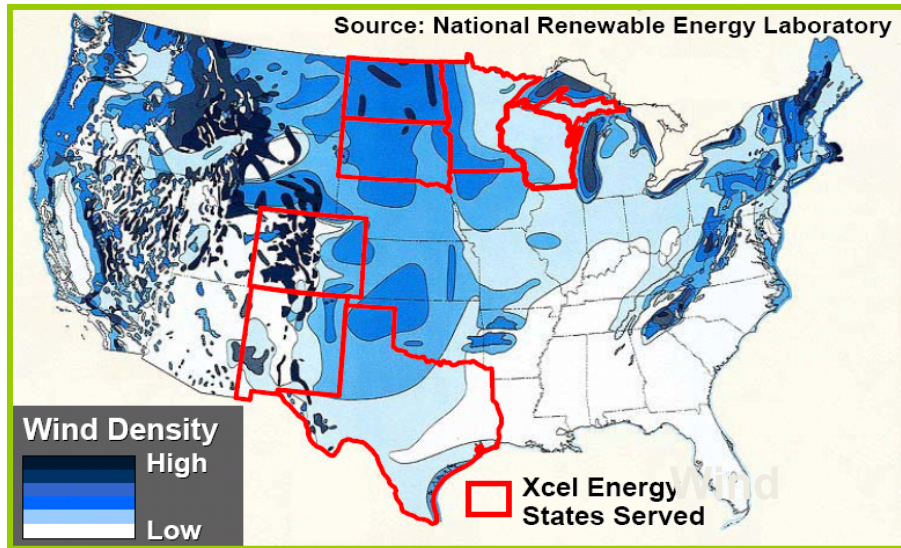 Source: National Renewable Energy Laboratory
Wind Density
High
Low
Xcel Energy
States Served
Wind